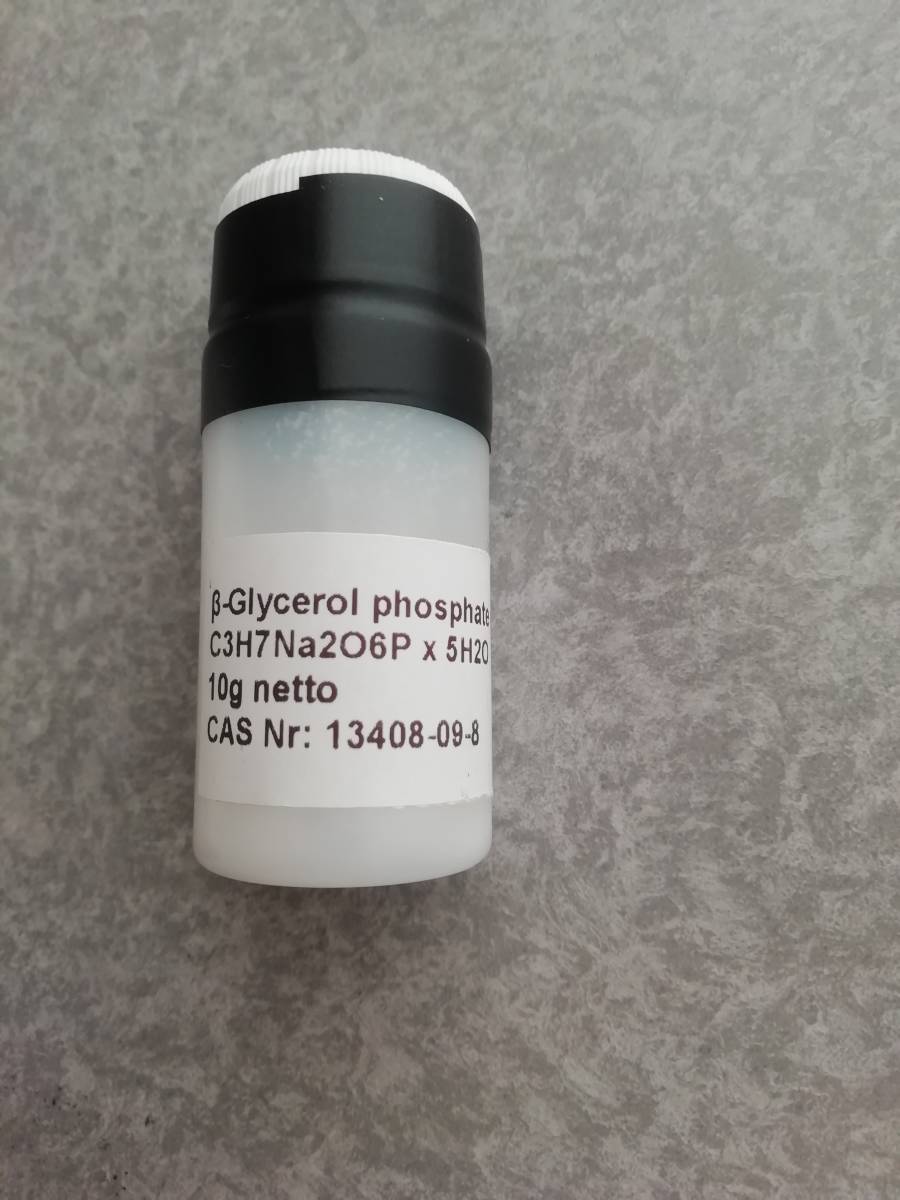 β-Glycerol phosphate
C3H7Na2O6P x 5H2O
10g netto
CAS Nr: 13408-09-8